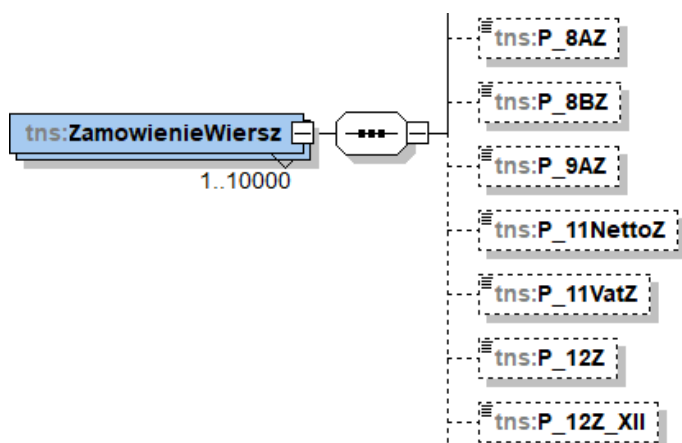 tns:P_8AZ
tns:P_8BZ
tns:ZamowienieWiersz
1..10000
tns:P_9AZ
tns:P_11NettoZ
tns:P_11VatZ
tns:P_12Z
tns:P_12Z_XII